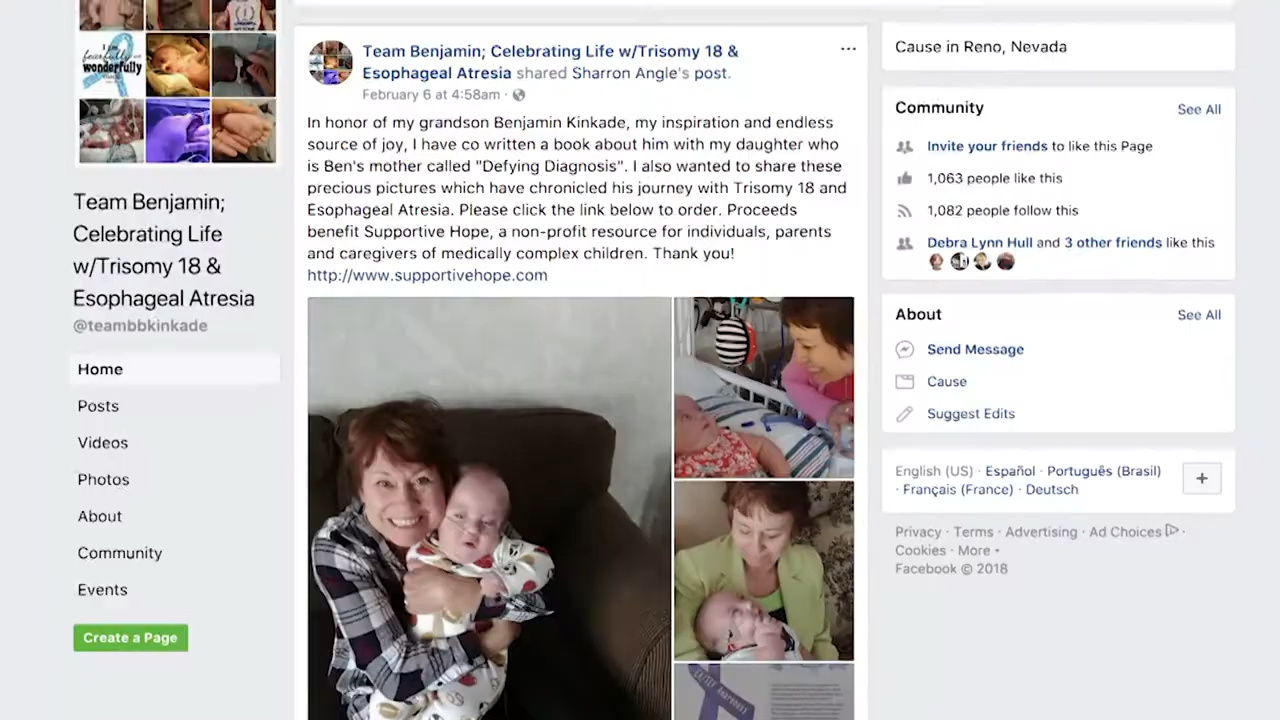 I am
fearfully and
wonderfully
Team Benjamin;
Celebrating Life
w/Trisomy 18 &
Esophageal Atresia
@teambbkinkade
Home
Posts
Videos
Photos
About
Community
Events
Create a Page
Team Benjamin; Celebrating Life w/Trisomy 18 &
Esophageal Atresia shared Sharron Angle's post.
February 6 at 4:58am ·
In honor of my grandson Benjamin Kinkade, my inspiration and endless
source of joy, I have co written a book about him with my daughter who
is Ben's mother called "Defying Diagnosis". I also wanted to share these
precious pictures which have chronicled his journey with Trisomy 18 and
Esophageal Atresia. Please click the link below to order. Proceeds
benefit Supportive Hope, a non-profit resource for individuals, parents
and caregivers of medically complex children. Thank you!
http://www.supportivehope.com
Cause in Reno, Nevada
Community
See All
Invite your friends to like this Page
1,063 people like this
1,082 people follow this
Debra Lynn Hull and 3 other friends like this
About
See All
Send Message
Cause
Suggest Edits
English (US) · Español · Português (Brasil)
· Français (France) · Deutsch
+
Privacy · Terms · Advertising · Ad Choices ·
Cookies · More
Facebook © 2018